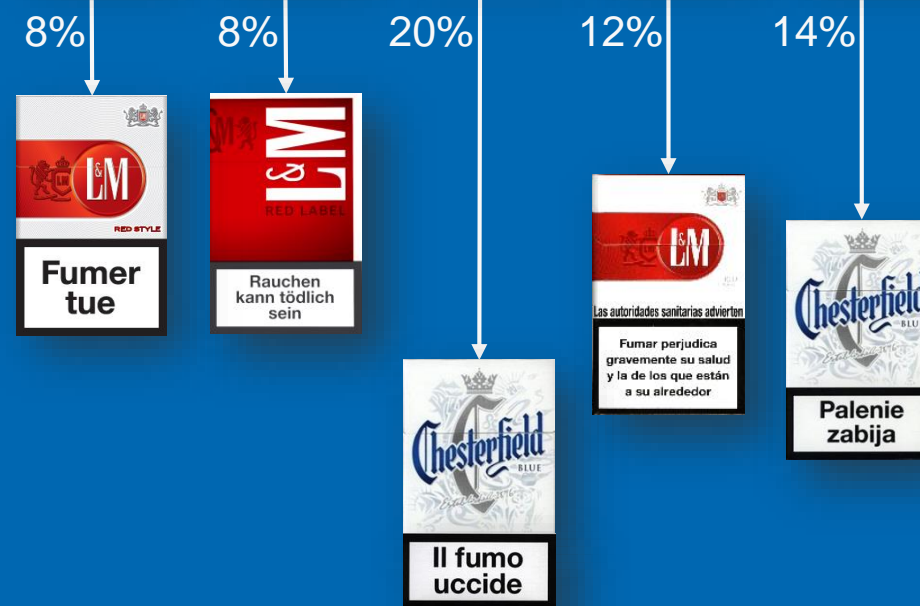 8%
8%
20%
12%
14%
L&M
RED STYLE
Fumer
tue
L&M
RED LABEL
Rauchen
kann tödlich
sein
Chesterfield
BLUE
Il fumo
uccide
L&M
Las autoridades sanitarias advierten
Fumar perjudica
gravemente su salud
y la de los que están
a su alrededor
Chesterfield
BLUE
Palenie
zabija